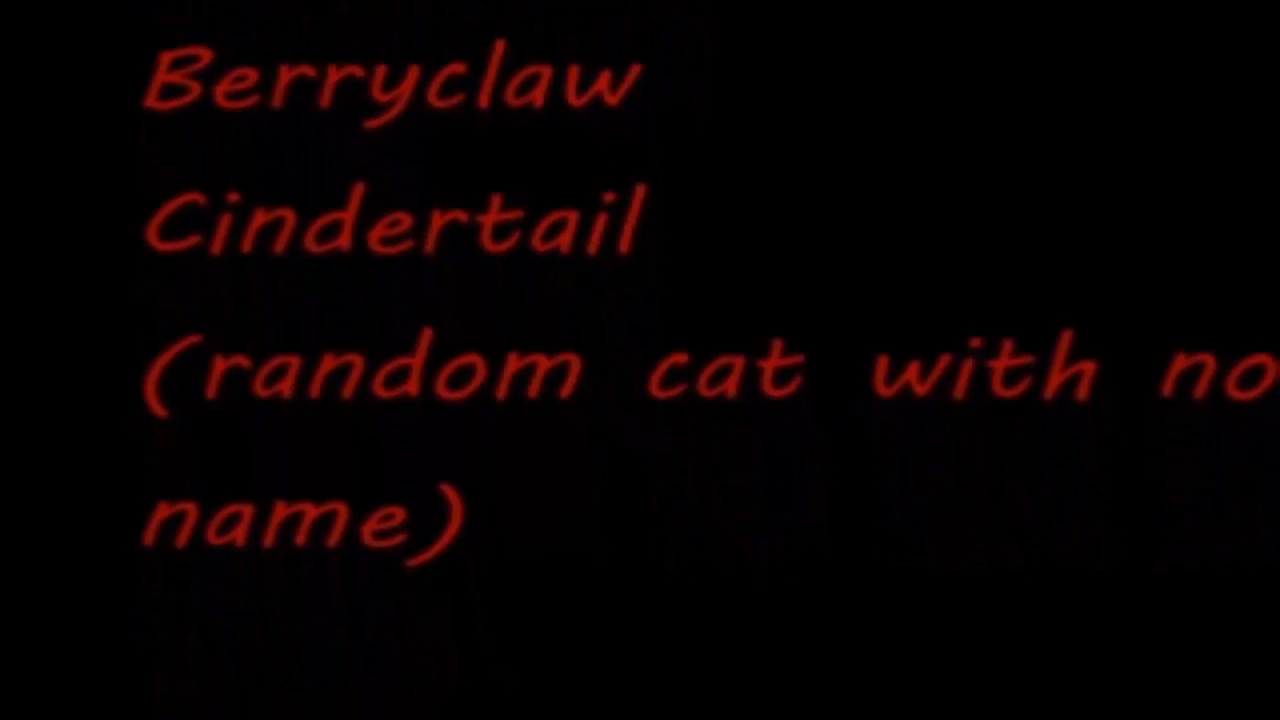 Berryclaw
Cindertail
(random cat with no
name)